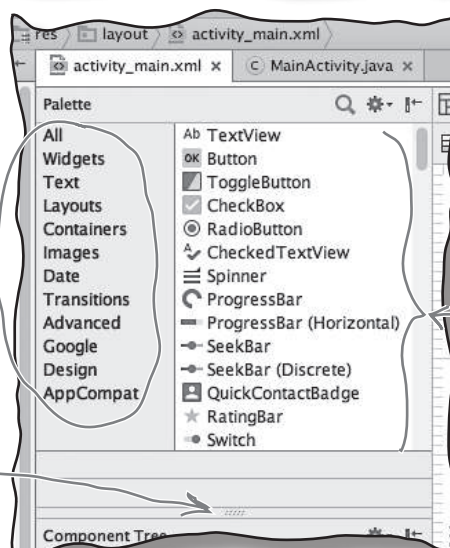 res layout activity_main.xml
activity_main.xml × C MainActivity.java ×
Palette
All
Widgets
Text
Layouts
Containers
Images
Date
Transitions
Advanced
Google
Design
AppCompat
Ab TextView
OK Button
ToggleButton
CheckBox
RadioButton
A CheckedTextView
Spinner
ProgressBar
ProgressBar (Horizontal)
SeekBar
SeekBar (Discrete)
QuickContactBadge
RatingBar
Switch
Component Tree